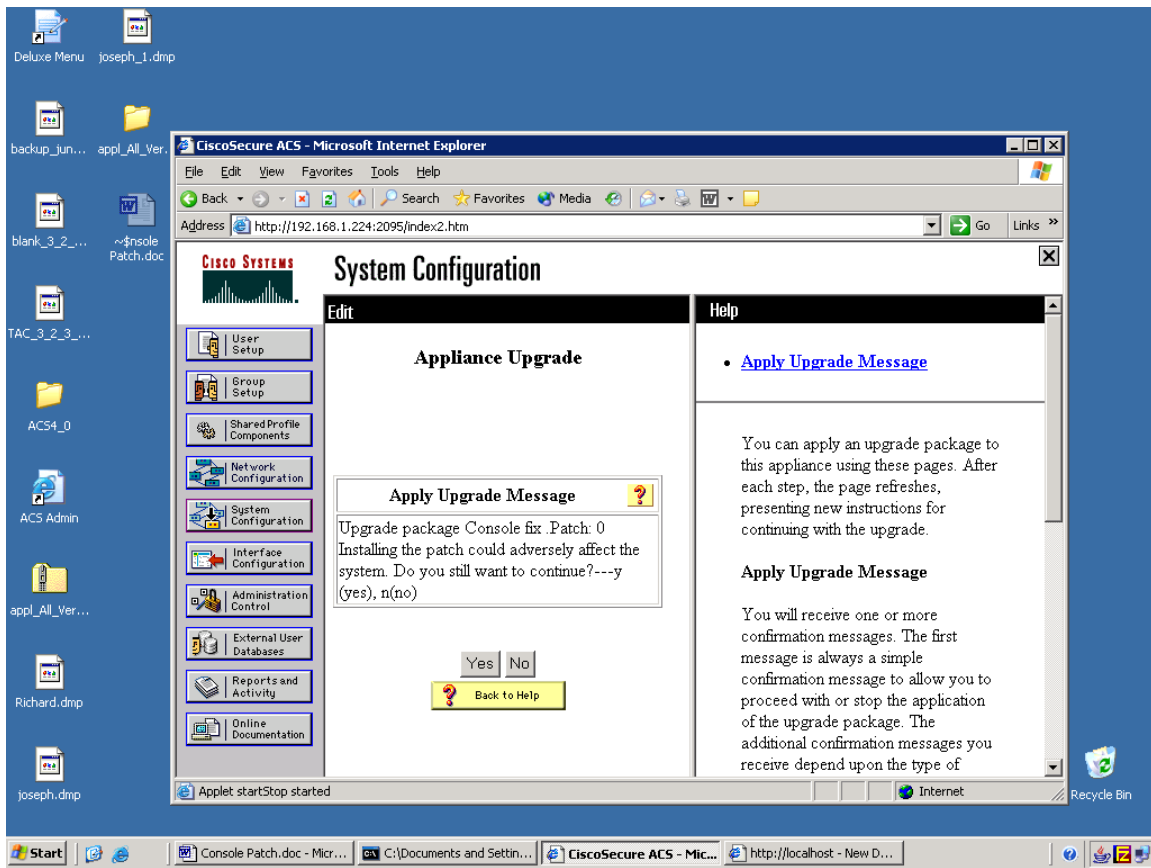 Deluxe Menu
joseph_1.dmp
backup_jun...
appl_All_Ver.
blank_3_2_...
~$nsole
Patch.doc
TAC_3_2_3_...
ACS4_0
ACS Admin
appl_All_Ver...
Richard.dmp
joseph.dmp
CiscoSecure ACS - Microsoft Internet Explorer
File Edit View Favorites Tools Help
Back Search Favorites Media
Address http://192.168.1.224:2095/index2.htm Go Links »
CISCO SYSTEMS
System Configuration
User
Setup
Group
Setup
Shared Profile
Components
Network
Configuration
System
Configuration
Interface
Configuration
Administration
Control
External User
Databases
Reports and
Activity
Online
Documentation
Edit
Appliance Upgrade
Apply Upgrade Message ?
Upgrade package Console fix .Patch: 0
Installing the patch could adversely affect the
system. Do you still want to continue?---y
(yes), n(no)
Yes No
? Back to Help
Help
• Apply Upgrade Message
You can apply an upgrade package to
this appliance using these pages. After
each step, the page refreshes,
presenting new instructions for
continuing with the upgrade.
Apply Upgrade Message
You will receive one or more
confirmation messages. The first
message is always a simple
confirmation message to allow you to
proceed with or stop the application
of the upgrade package. The
additional confirmation messages you
receive depend upon the type of
Applet startStop started
Internet
Recycle Bin
Start
Console Patch.doc - Micr...
C:\Documents and Settin...
CiscoSecure ACS - Mic...
http://localhost - New D...